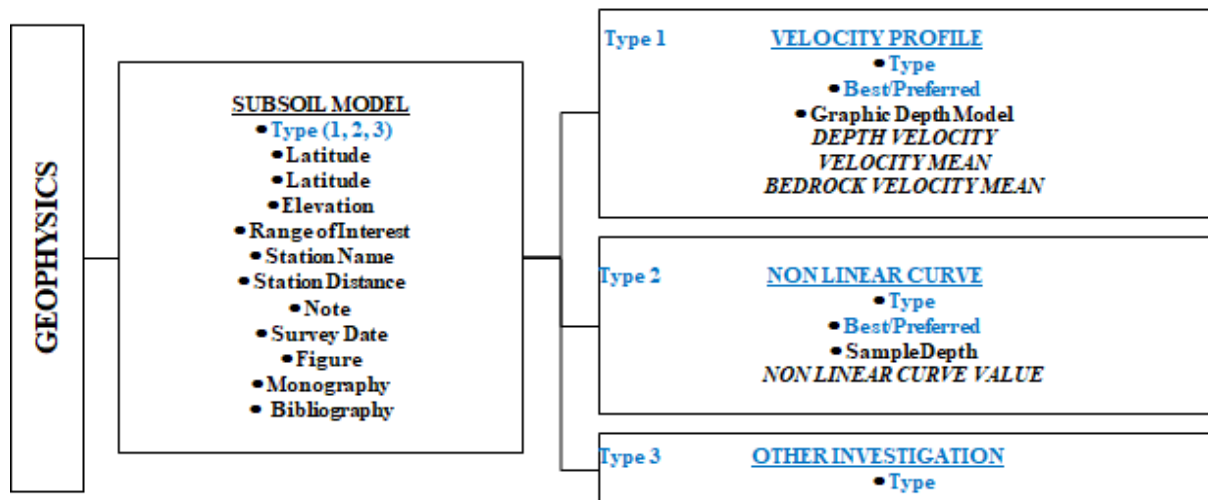 GEOPHYSICS
SUBSOIL MODEL
• Type (1, 2, 3)
• Latitude
• Latitude
• Elevation
• Range of Interest
• Station Name
• Station Distance
• Note
• Survey Date
• Figure
• Monography
• Bibliography
Type 1 VELOCITY PROFILE
• Type
• Best/Preferred
• Graphic Depth Model
DEPTH VELOCITY
VELOCITY MEAN
BEDROCK VELOCITY MEAN
Type 2 NON LINEAR CURVE
• Type
• Best/Preferred
• Sample Depth
NON LINEAR CURVE VALUE
Type 3 OTHER INVESTIGATION
• Type